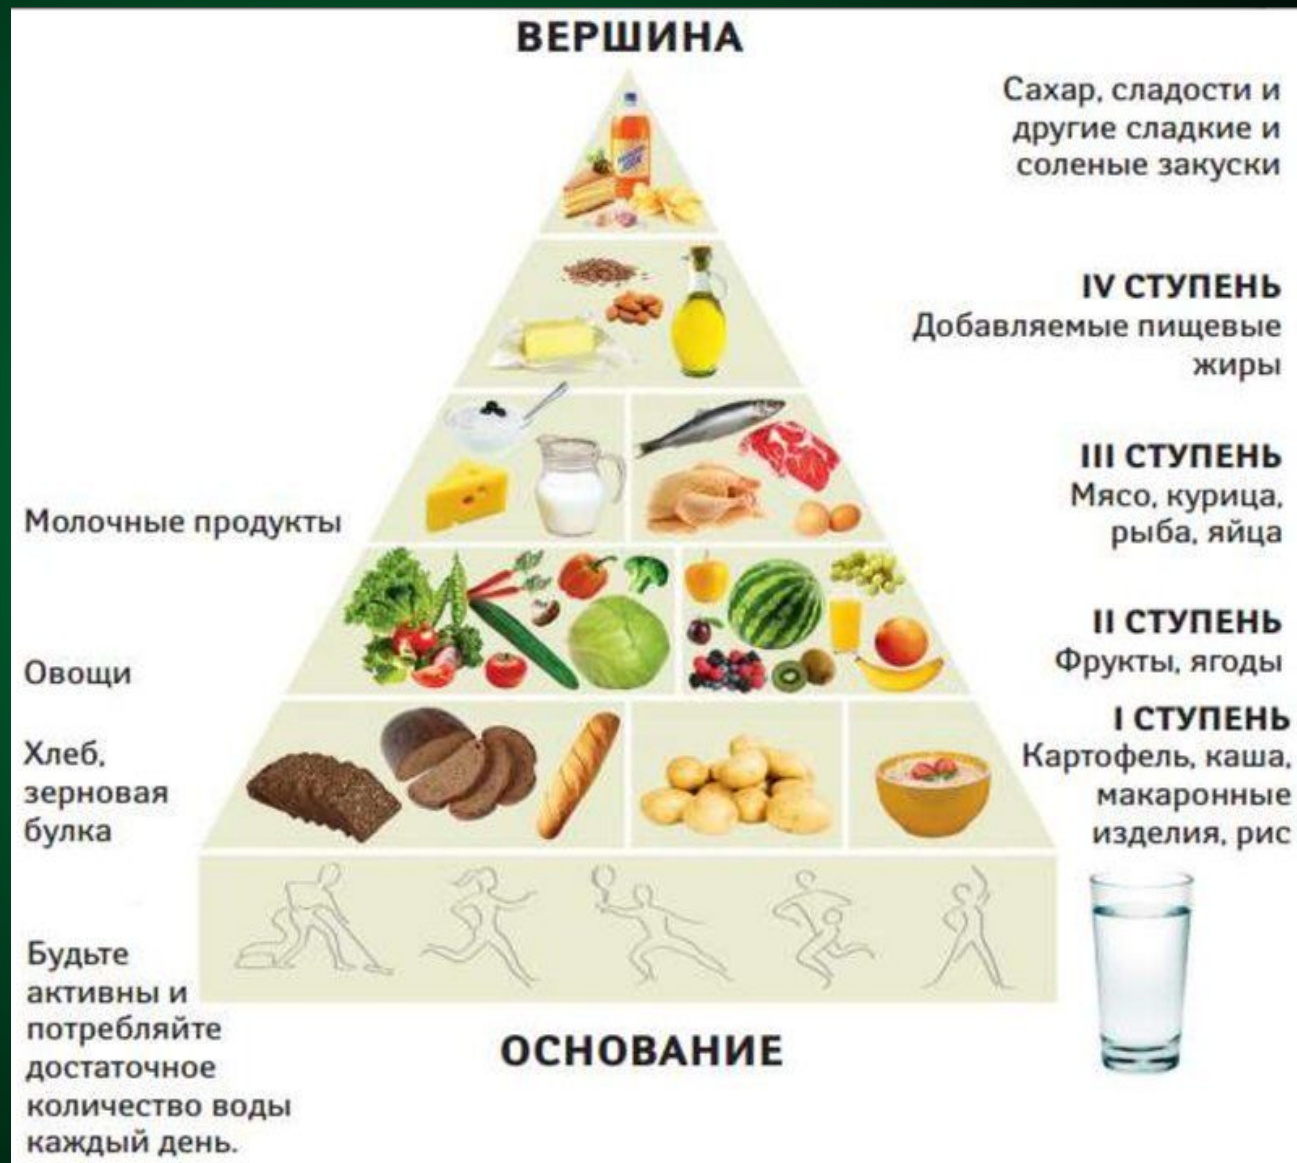 ВЕРШИНА
Сахар, сладости и
другие сладкие и
соленые закуски
IV СТУПЕНЬ
Добавляемые пищевые
жиры
III СТУПЕНЬ
Мясо, курица,
рыба, яйца
Молочные продукты
II СТУПЕНЬ
Фрукты, ягоды
Овощи
I СТУПЕНЬ
Картофель, каша,
макаронные
изделия, рис
Хлеб,
зерновая
булка
Будьте
активны и
потребляйте
достаточное
количество воды
каждый день.
ОСНОВАНИЕ